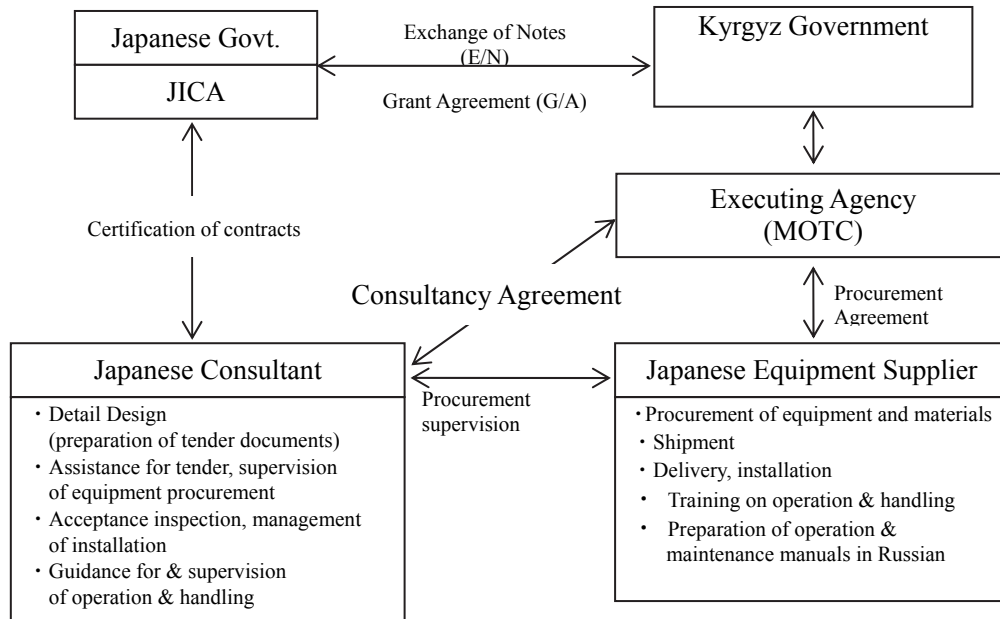 Japanese Govt.
JICA
Exchange of Notes
(E/N)
Grant Agreement (G/A)
Kyrgyz Government
Executing Agency
(MOTC)
Certification of contracts
Consultancy Agreement
Procurement
Agreement
Japanese Consultant
・Detail Design
(preparation of tender documents)
・Assistance for tender, supervision
of equipment procurement
・Acceptance inspection, management
of installation
・Guidance for & supervision
of operation & handling
Procurement
supervision
Japanese Equipment Supplier
・Procurement of equipment and materials
・Shipment
・Delivery, installation
・ Training on operation & handling
・ Preparation of operation &
maintenance manuals in Russian